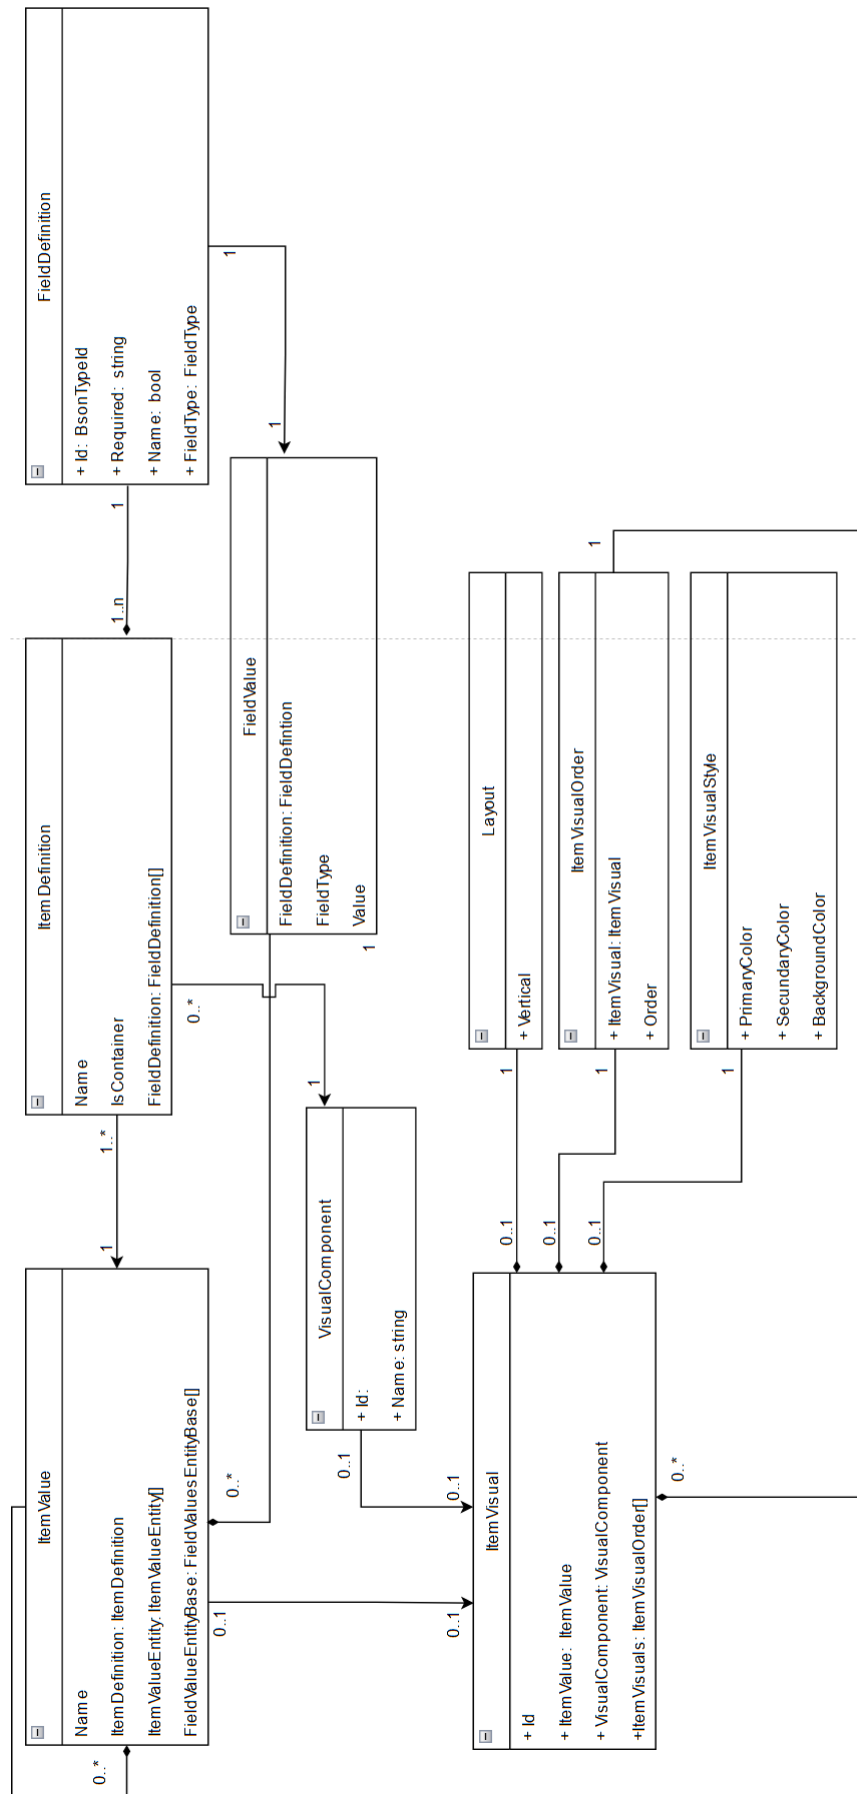 FieldDefinition
+ Id: BsonTypeId
+ Required: string
+ Name: bool
+ FieldType: FieldType
1
1
1
1..n
Item Definition
Name
IsContainer
FieldDefinition: FieldDefinition[]
1..*
1
0..*
1
FieldValue
FieldDefinition: FieldDefintion
FieldType
Value
1
0..*
ItemValue
Name
ItemDefinition: ItemDefinition
ItemValueEntity: ItemValueEntity[]
FieldValueEntityBase: FieldValuesEntityBase[]
0..*
0..1
0..1
VisualComponent
+ Id:
+ Name: string
0..1
0..1
Layout
+ Vertical
1
0..1
ItemVisualOrder
+ ItemVisual: ItemVisual
+ Order
1
1
0..1
ItemVisualStyle
+ PrimaryColor
+ SecundaryColor
+ BackgroundColor
1
0..1
ItemVisual
+ Id
+ ItemValue: ItemValue
+ VisualComponent: VisualComponent
+ItemVisuals: ItemVisualOrder[]
0..*